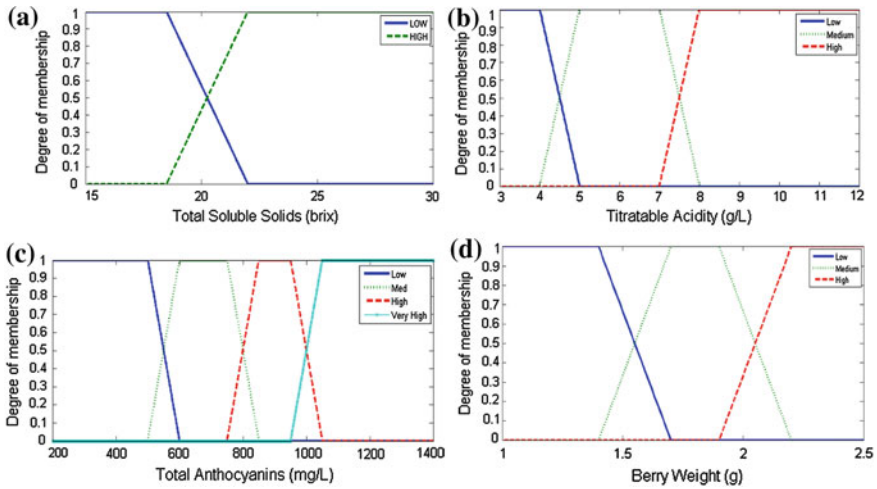 (a)
Degree of membership
1
0.9
0.8
0.7
0.6
0.5
0.4
0.3
0.2
0.1
0
LOW
HIGH
15 20 25 30
Total Soluble Solids (brix)
(b)
Degree of membership
1
0.9
0.8
0.7
0.6
0.5
0.4
0.3
0.2
0.1
0
Low
Medium
High
3 4 5 6 7 8 9 10 11 12
Titratable Acidity (g/L)
(c)
Degree of membership
1
0.9
0.8
0.7
0.6
0.5
0.4
0.3
0.2
0.1
0
Low
Med
High
Very High
200 400 600 800 1000 1200 1400
Total Anthocyanins (mg/L)
(d)
Degree of membership
1
0.9
0.8
0.7
0.6
0.5
0.4
0.3
0.2
0.1
0
Low
Medium
High
1 1.5 2 2.5
Berry Weight (g)